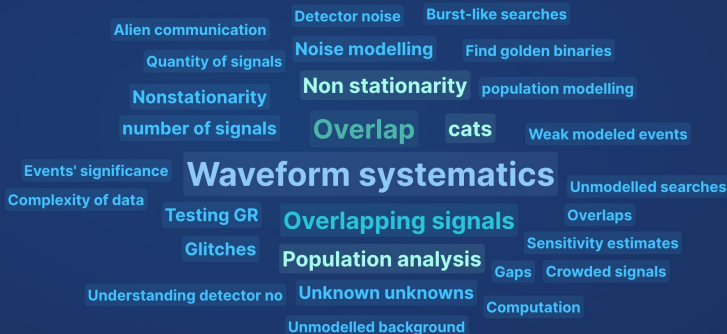 Detector noise
Burst-like searches
Alien communication
Noise modelling
Find golden binaries
Quantity of signals
Non stationarity
population modelling
Nonstationarity
number of signals
Overlap
cats
Weak modeled events
Events' significance
Waveform systematics
Unmodelled searches
Complexity of data
Testing GR
Overlapping signals
Overlaps
Glitches
Sensitivity estimates
Population analysis
Gaps
Crowded signals
Understanding detector no
Unknown unknowns
Computation
Unmodelled background